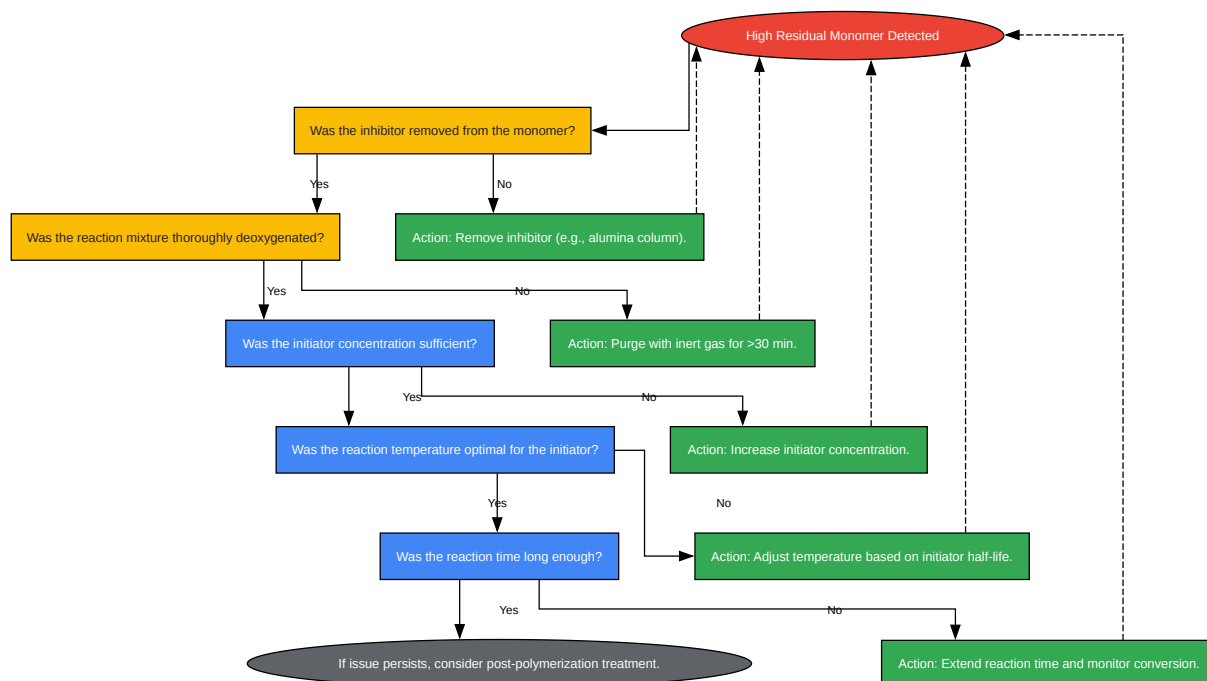 High Residual Monomer Detected
Was the inhibitor removed from the monomer?
Yes
No
Was the reaction mixture thoroughly deoxygenated?
Action: Remove inhibitor (e.g., alumina column).
Yes
No
Was the initiator concentration sufficient?
Action: Purge with inert gas for >30 min.
Yes
No
Was the reaction temperature optimal for the initiator?
Action: Increase initiator concentration.
Yes
No
Was the reaction time long enough?
Action: Adjust temperature based on initiator half-life.
Yes
No
If issue persists, consider post-polymerization treatment.
Action: Extend reaction time and monitor conversion.